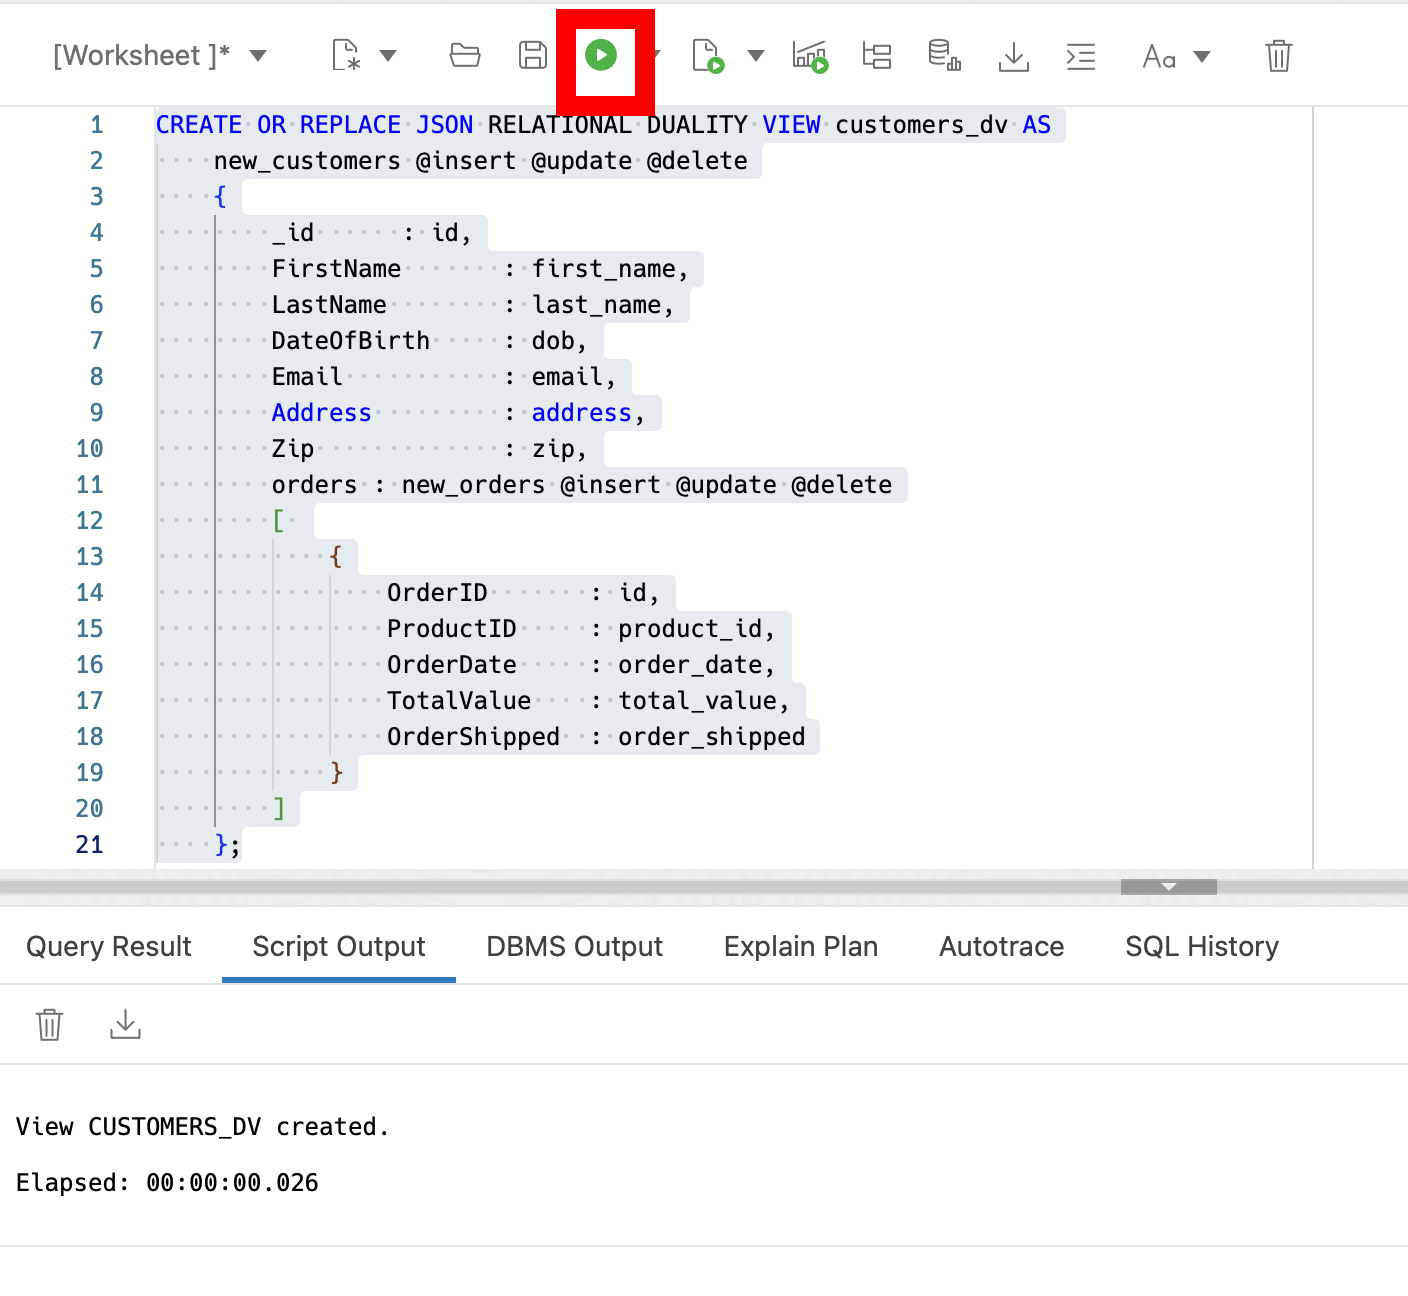 [Worksheet ]*
Aa
1 CREATE OR REPLACE JSON RELATIONAL DUALITY VIEW customers_dv AS
2 new_customers @insert @update @delete
3 {
4 _id : id,
5 FirstName : first_name,
6 LastName : last_name,
7 DateOfBirth : dob,
8 Email : email,
9 Address : address,
10 Zip : zip,
11 orders : new_orders @insert @update @delete
12 [
13 {
14 OrderID : id,
15 ProductID : product_id,
16 OrderDate : order_date,
17 TotalValue : total_value,
18 OrderShipped : order_shipped
19 }
20 ]
21 };
Query Result Script Output DBMS Output Explain Plan Autotrace SQL History
View CUSTOMERS_DV created.
Elapsed: 00:00:00.026